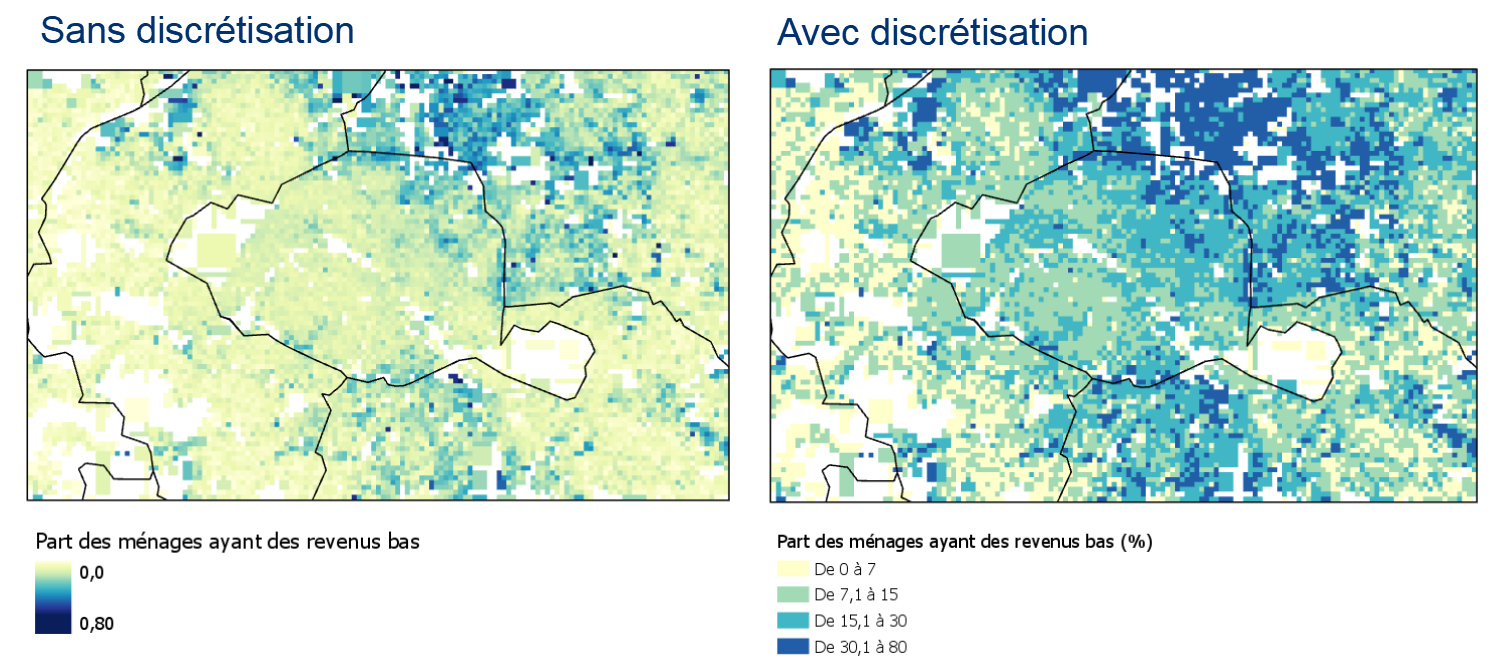 Sans discrétisation
Avec discrétisation
Part des ménages ayant des revenus bas
0,0
0,80
Part des ménages ayant des revenus bas (%)
De 0 à 7
De 7,1 à 15
De 15,1 à 30
De 30,1 à 80